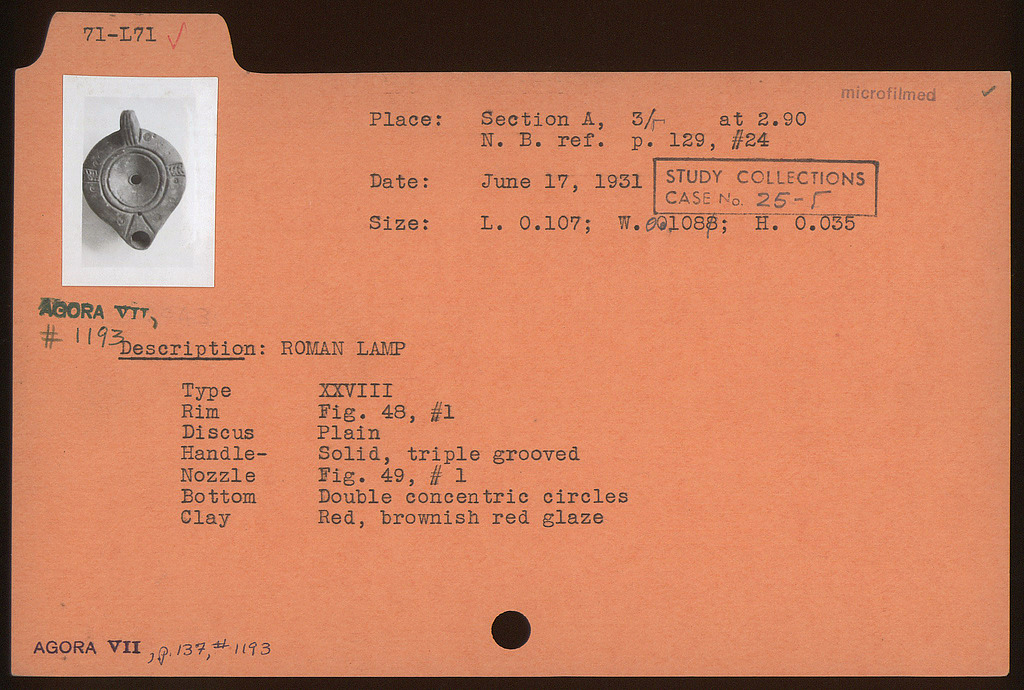 71-L71 ✓
microfilmed ✓
Place: Section A, 3/Γ at 2.90
N. B. ref. p. 129, #24
Date: June 17, 1931
STUDY COLLECTIONS
CASE No. 25-5
Size: L. 0.107; W. 0.108; H. 0.035
AGORA VII,
# 1193
Description: ROMAN LAMP
Type XXVIII
Rim Fig. 48, #1
Discus Plain
Handle- Solid, triple grooved
Nozzle Fig. 49, # 1
Bottom Double concentric circles
Clay Red, brownish red glaze
AGORA VII, p. 137, #1193